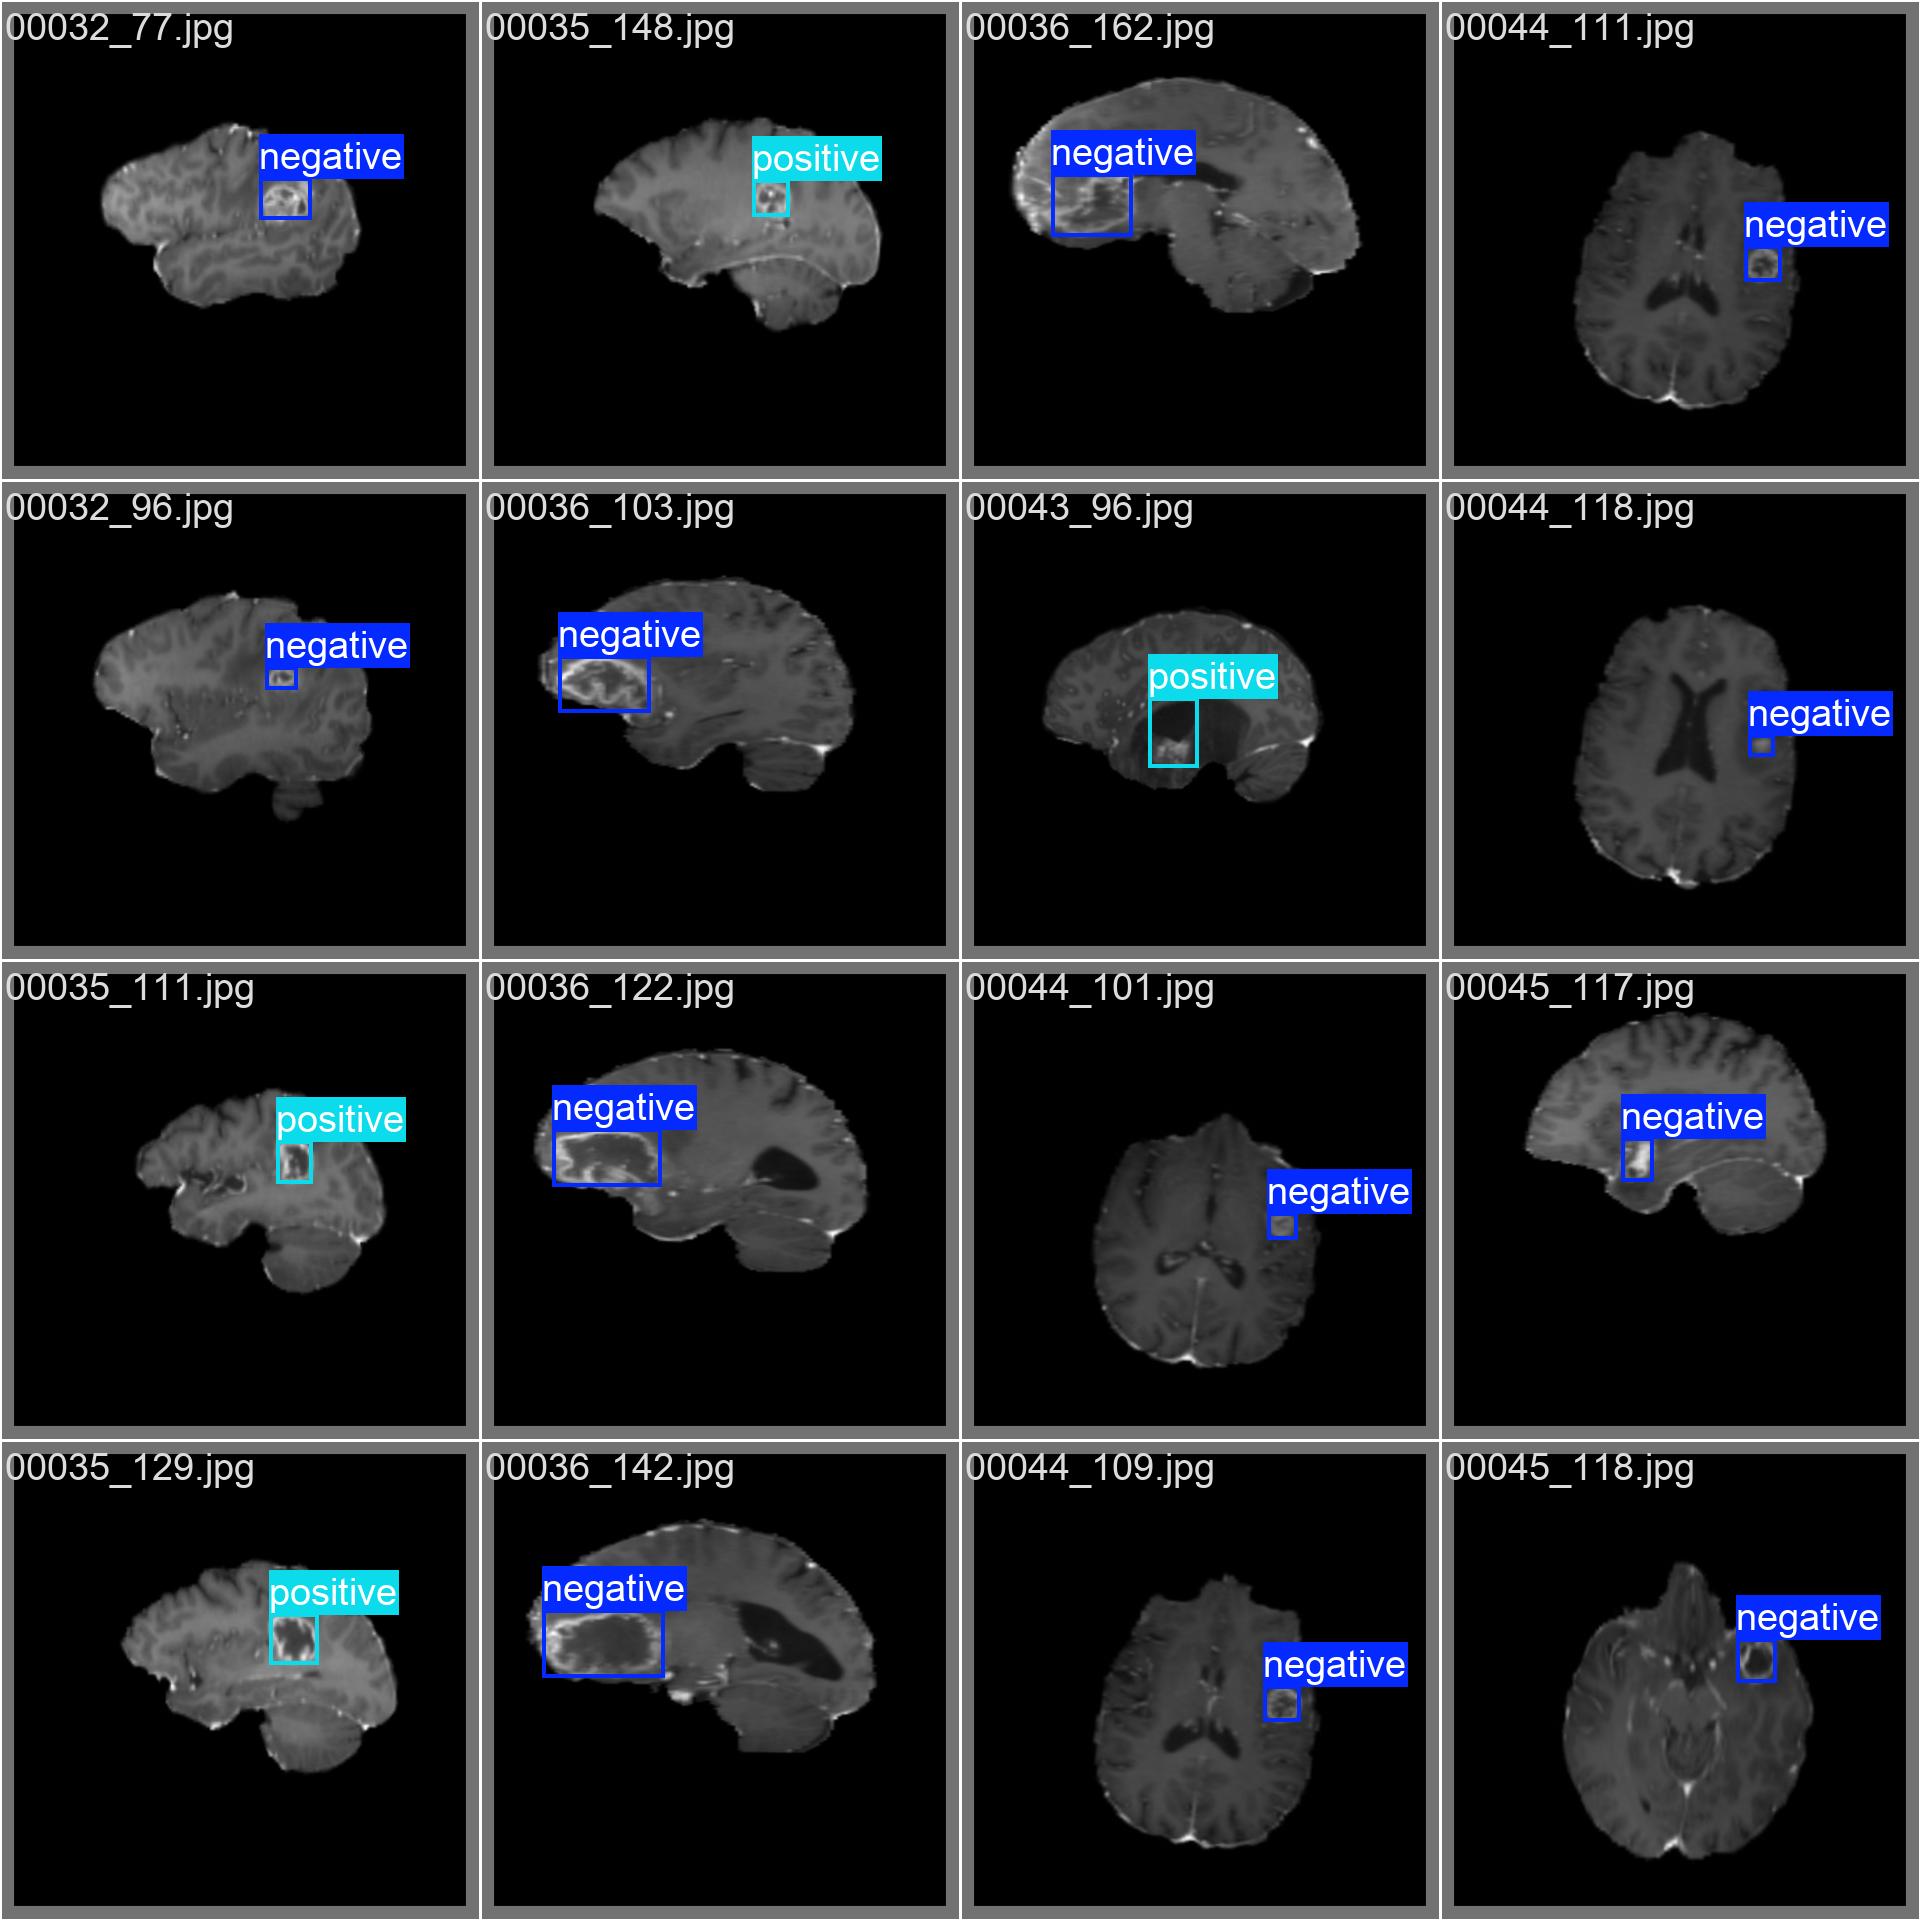 00032_77.jpg
negative
00035_148.jpg
positive
00036_162.jpg
negative
00044_111.jpg
negative
00032_96.jpg
negative
00036_103.jpg
negative
00043_96.jpg
positive
00044_118.jpg
negative
00035_111.jpg
positive
00036_122.jpg
negative
00044_101.jpg
negative
00045_117.jpg
negative
00035_129.jpg
positive
00036_142.jpg
negative
00044_109.jpg
negative
00045_118.jpg
negative